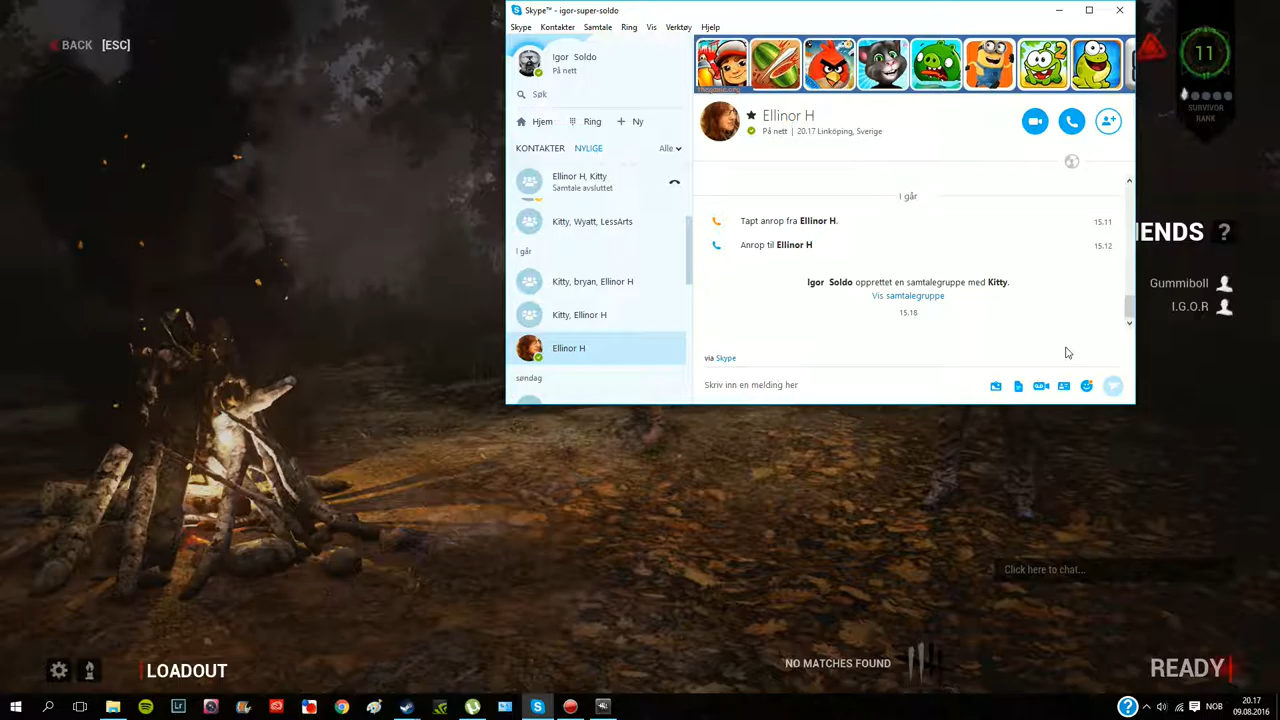 Skype™ - igor-super-soldo
Skype Kontakter Samtale Ring Vis Verktøy Hjelp
BACK [ESC]
Igor Soldo
På nett
Søk
Hjem Ring Ny
KONTAKTER NYLIGE Alle
Ellinor H, Kitty
Samtale avsluttet
Kitty, Wyatt, LessArts
I går
Kitty, bryan, Ellinor H
Kitty, Ellinor H
Ellinor H
søndag
Ellinor H
På nett | 20.17 Linköping, Sverige
I går
Tapt anrop fra Ellinor H. 15.11
Anrop til Ellinor H 15.12
Igor Soldo opprettet en samtalegruppe med Kitty.
Vis samtalegruppe
15.18
via Skype
Skriv inn en melding her
11
SURVIVOR
RANK
IENDS ?
Gummiboll
I.G.O.R
Click here to chat...
LOADOUT
NO MATCHES FOUND
READY
NOB
20.17
09.08.2016